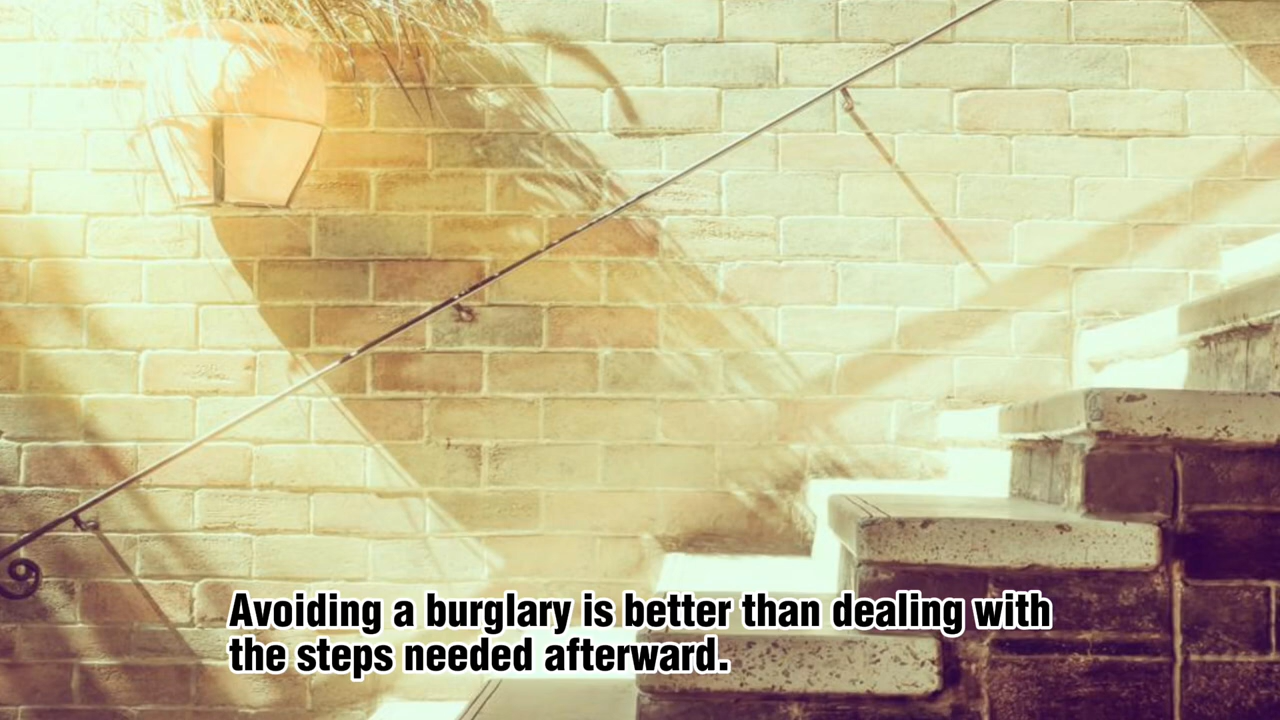 Avoiding a burglary is better than dealing with
the steps needed afterward.